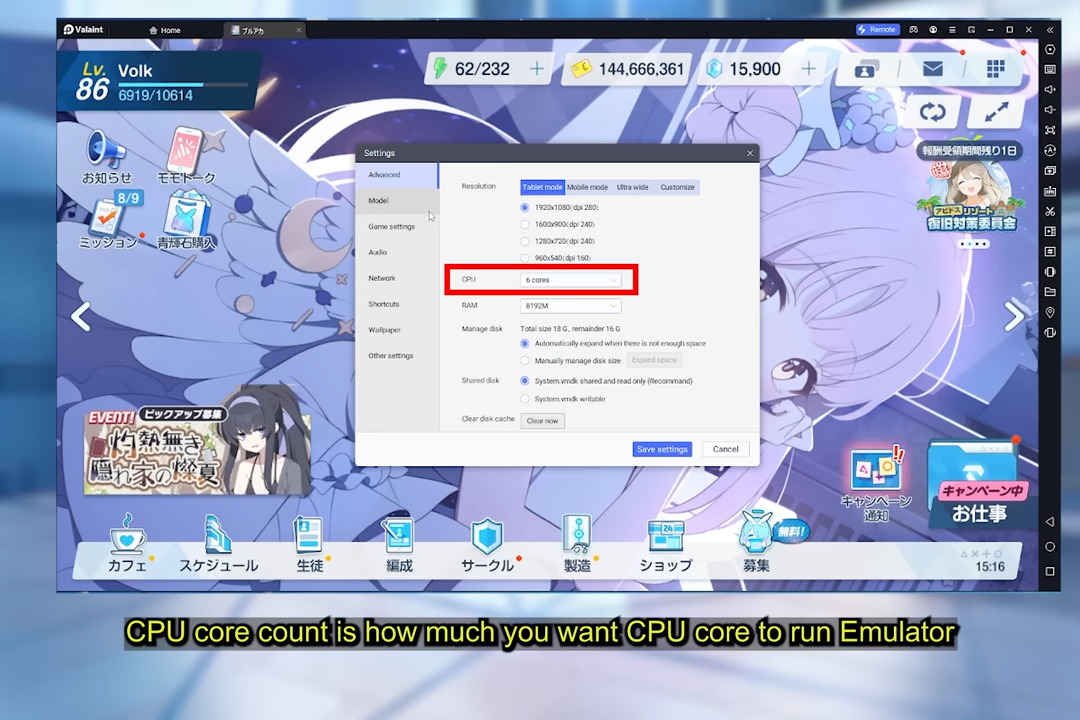 Valaint
Home
ブルアカ
Remote
Lv.
86
Volk
6919/10614
62/232
144,666,361
15,900
お知らせ
モモトーク
8/9
ミッション
青輝石購入
報酬受領期間残り1日
アビドスリゾート
復旧対策委員会
Settings
Advanced
Model
Game settings
Audio
Network
Shortcuts
Wallpaper
Other settings
Resolution
Tablet mode
Mobile mode
Ultra wide
Customize
1920x1080(dpi 280)
1600x900(dpi 240)
1280x720(dpi 240)
960x540(dpi 160)
CPU
6 cores
RAM
8192M
Manage disk
Total size 18 G, remainder 16 G
Automatically expand when there is not enough space
Manually manage disk size
Expand space
Shared disk
System.vmdk shared and read only (Recommand)
System.vmdk writable
Clear disk cache
Clear now
Save settings
Cancel
EVENT!
ピックアップ募集
灼熱無き
隠れ家の燦夏
キャンペーン
通知
キャンペーン中
お仕事
カフェ
スケジュール
生徒
編成
サークル
製造
24
ショップ
無料!
募集
15:16
CPU core count is how much you want CPU core to run Emulator